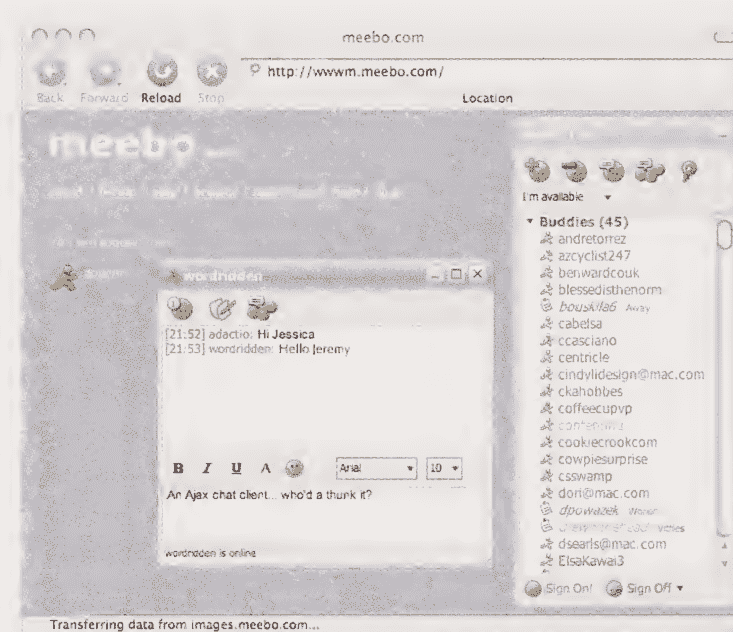 meebo.com
http://wwwm.meebo.com/
Back Forward Reload Stop
Location
meebo
I'm available
Buddies (45)
andretorrez
azcyclist247
benwardcouk
blessedisthenorm
bouskila6 Away
cabelsa
ccasciano
centricle
cindylidesign@mac.com
ckahobbes
coffeecupvp
cookiecrookcom
cowpiesurprise
csswamp
dori@mac.com
dpowazek
dsearls@mac.com
ElsaKawai3
Sign On! Sign Off
wordridden
[21:52] adactio: Hi Jessica
[21:53] wordridden: Hello Jeremy
B I U A
Arial 10
An Ajax chat client... who'd a thunk it?
wordridden is online
Transferring data from images.meebo.com...